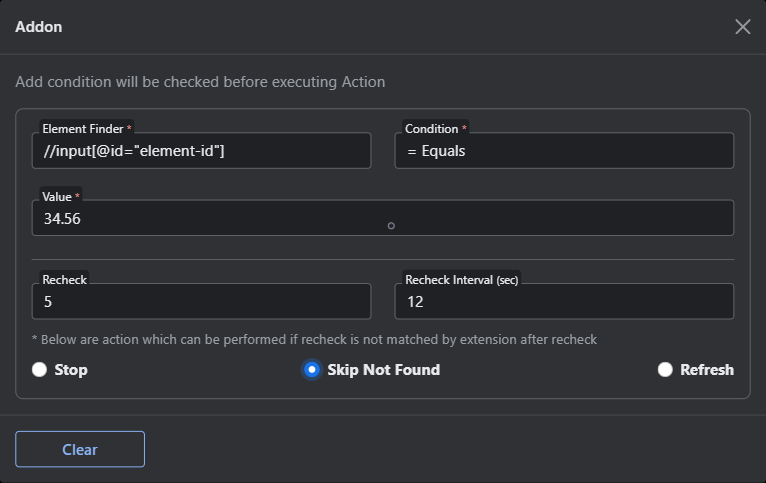 Addon
Add condition will be checked before executing Action
Element Finder *
Condition *
//input[@id="element-id"]
= Equals
Value *
34.56
Recheck
Recheck Interval (sec)
5
12
* Below are action which can be performed if recheck is not matched by extension after recheck
Stop
Skip Not Found
Refresh
Clear